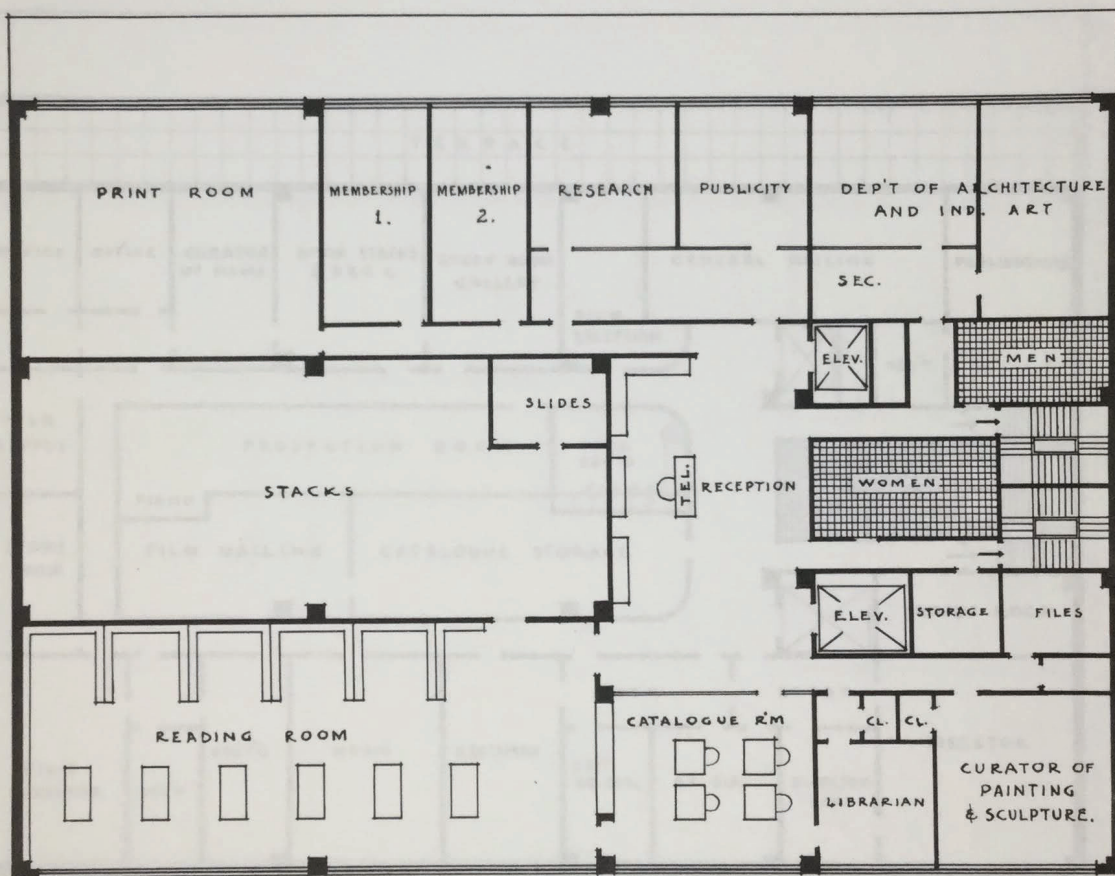 PRINT ROOM
MEMBERSHIP
1.
MEMBERSHIP
2.
RESEARCH
PUBLICITY
DEP'T OF ARCHITECTURE
AND IND. ART
SEC.
ELEV.
MEN
SLIDES
STACKS
TEL.
RECEPTION
WOMEN
ELEV.
STORAGE
FILES
READING ROOM
CATALOGUE R'M
CL.
CL.
LIBRARIAN
CURATOR OF
PAINTING
& SCULPTURE.